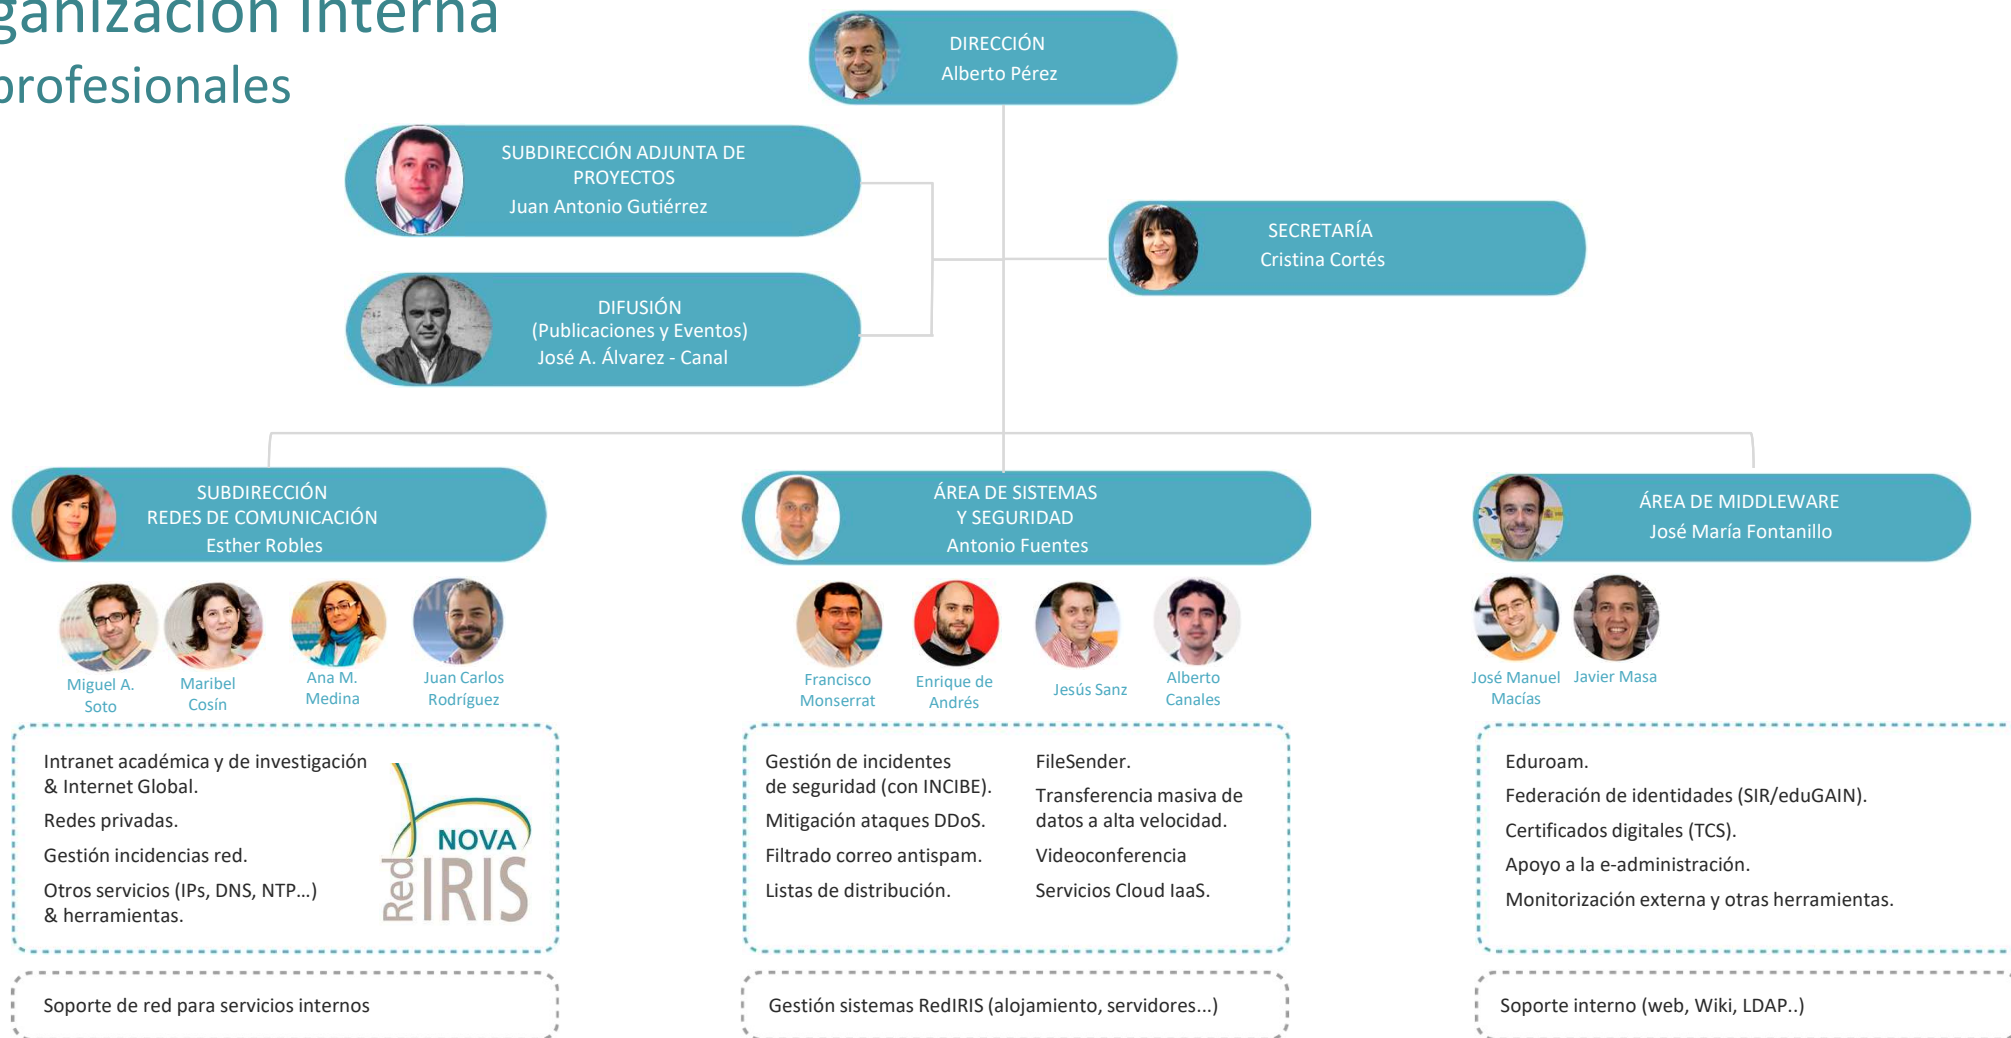 ganización Interna
profesionales
DIRECCIÓN
Alberto Pérez
SUBDIRECCIÓN ADJUNTA DE
PROYECTOS
Juan Antonio Gutiérrez
SECRETARÍA
Cristina Cortés
DIFUSIÓN
(Publicaciones y Eventos)
José A. Álvarez - Canal
SUBDIRECCIÓN
REDES DE COMUNICACIÓN
Esther Robles
ÁREA DE SISTEMAS
Y SEGURIDAD
Antonio Fuentes
ÁREA DE MIDDLEWARE
José María Fontanillo
Miguel A.
Soto
Maribel
Cosín
Ana M.
Medina
Juan Carlos
Rodríguez
Francisco
Monserrat
Enrique de
Andrés
Jesús Sanz
Alberto
Canales
José Manuel
Macías
Javier Masa
Intranet académica y de investigación
& Internet Global.
Redes privadas.
Gestión incidencias red.
Otros servicios (IPs, DNS, NTP…)
& herramientas.
NOVA
Red IRIS
Gestión de incidentes
de seguridad (con INCIBE).
Mitigación ataques DDoS.
Filtrado correo antispam.
Listas de distribución.
FileSender.
Transferencia masiva de
datos a alta velocidad.
Videoconferencia
Servicios Cloud IaaS.
Eduroam.
Federación de identidades (SIR/eduGAIN).
Certificados digitales (TCS).
Apoyo a la e-administración.
Monitorización externa y otras herramientas.
Soporte de red para servicios internos
Gestión sistemas RedIRIS (alojamiento, servidores...)
Soporte interno (web, Wiki, LDAP..)